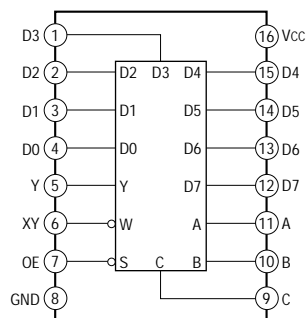 D3 1 16 VCC
D2 2 D2 D3 D4 15 D4
D1 3 D1 D5 14 D5
D0 4 D0 D6 13 D6
Y 5 Y D7 12 D7
XY 6 W A 11 A
OE 7 S C B 10 B
GND 8 9 C